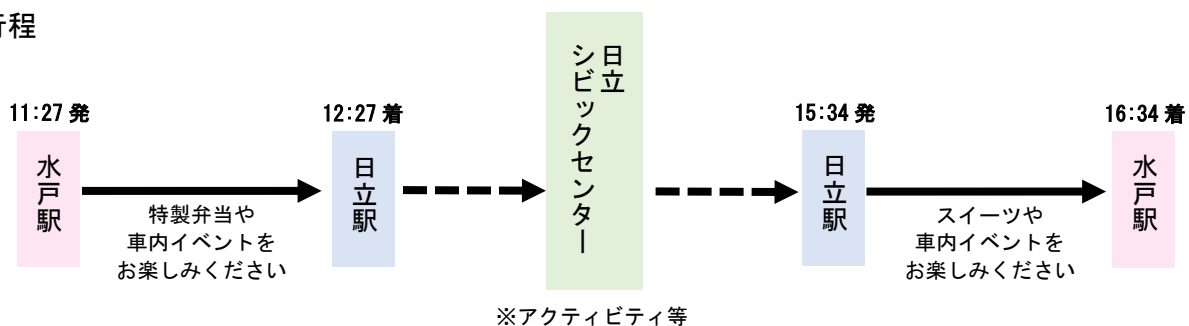 行程
11:27 発
水戸駅
特製弁当や
車内イベントを
お楽しみください
12:27 着
日立駅
日立
シビックセンター
※アクティビティ等
15:34 発
日立駅
スイーツや
車内イベントを
お楽しみください
16:34 着
水戸駅